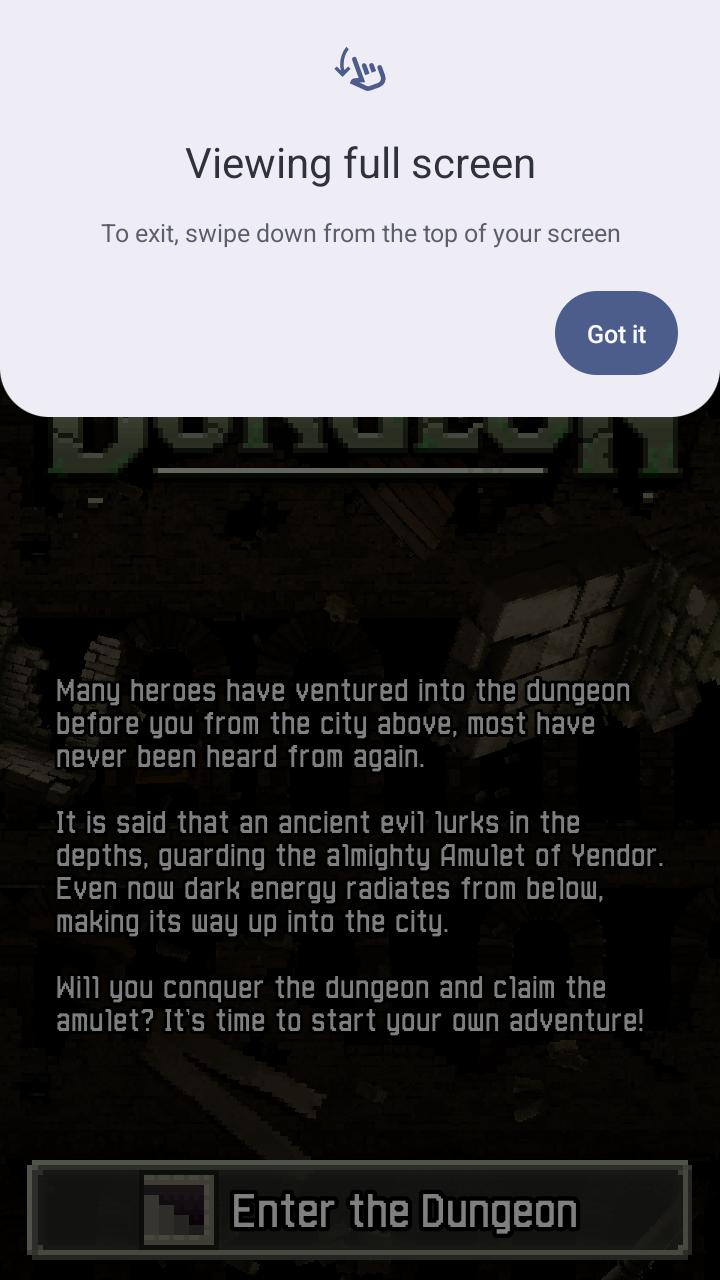 Viewing full screen
To exit, swipe down from the top of your screen
Got it
Many heroes have ventured into the dungeon
before you from the city above, most have
never been heard from again.
It is said that an ancient evil lurks in the
depths, guarding the almighty Amulet of Yendor.
Even now dark energy radiates from below,
making its way up into the city.
Will you conquer the dungeon and claim the
amulet? It's time to start your own adventure!
Enter the Dungeon